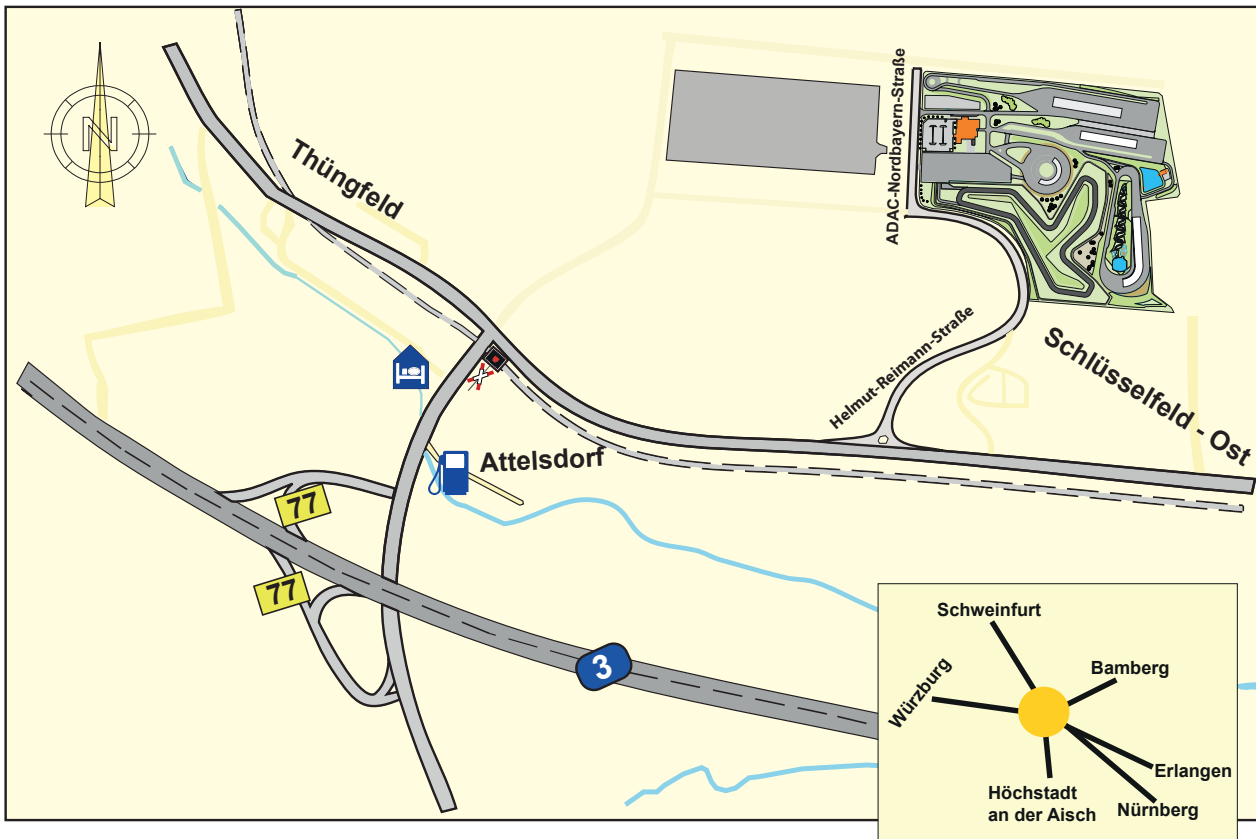 N
Thüngfeld
ADAC-Nordbayern-Straße
Helmut-Reimann-Straße
Schlüsselfeld - Ost
Attelsdorf
77
77
3
Schweinfurt
Bamberg
Würzburg
Erlangen
Höchstadt
an der Aisch
Nürnberg